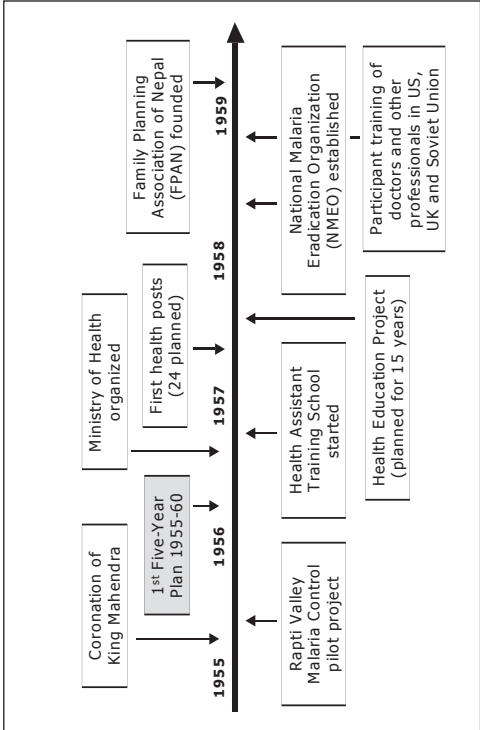 Coronation of
King Mahendra
1st Five-Year
Plan 1955-60
Ministry of Health
organized
First health posts
(24 planned)
Family Planning
Association of Nepal
(FPAN) founded
1955
1956
1957
1958
1959
Rapti Valley
Malaria Control
pilot project
Health Assistant
Training School
started
Health Education Project
(planned for 15 years)
National Malaria
Eradication Organization
(NMEO) established
Participant training of
doctors and other
professionals in US,
UK and Soviet Union